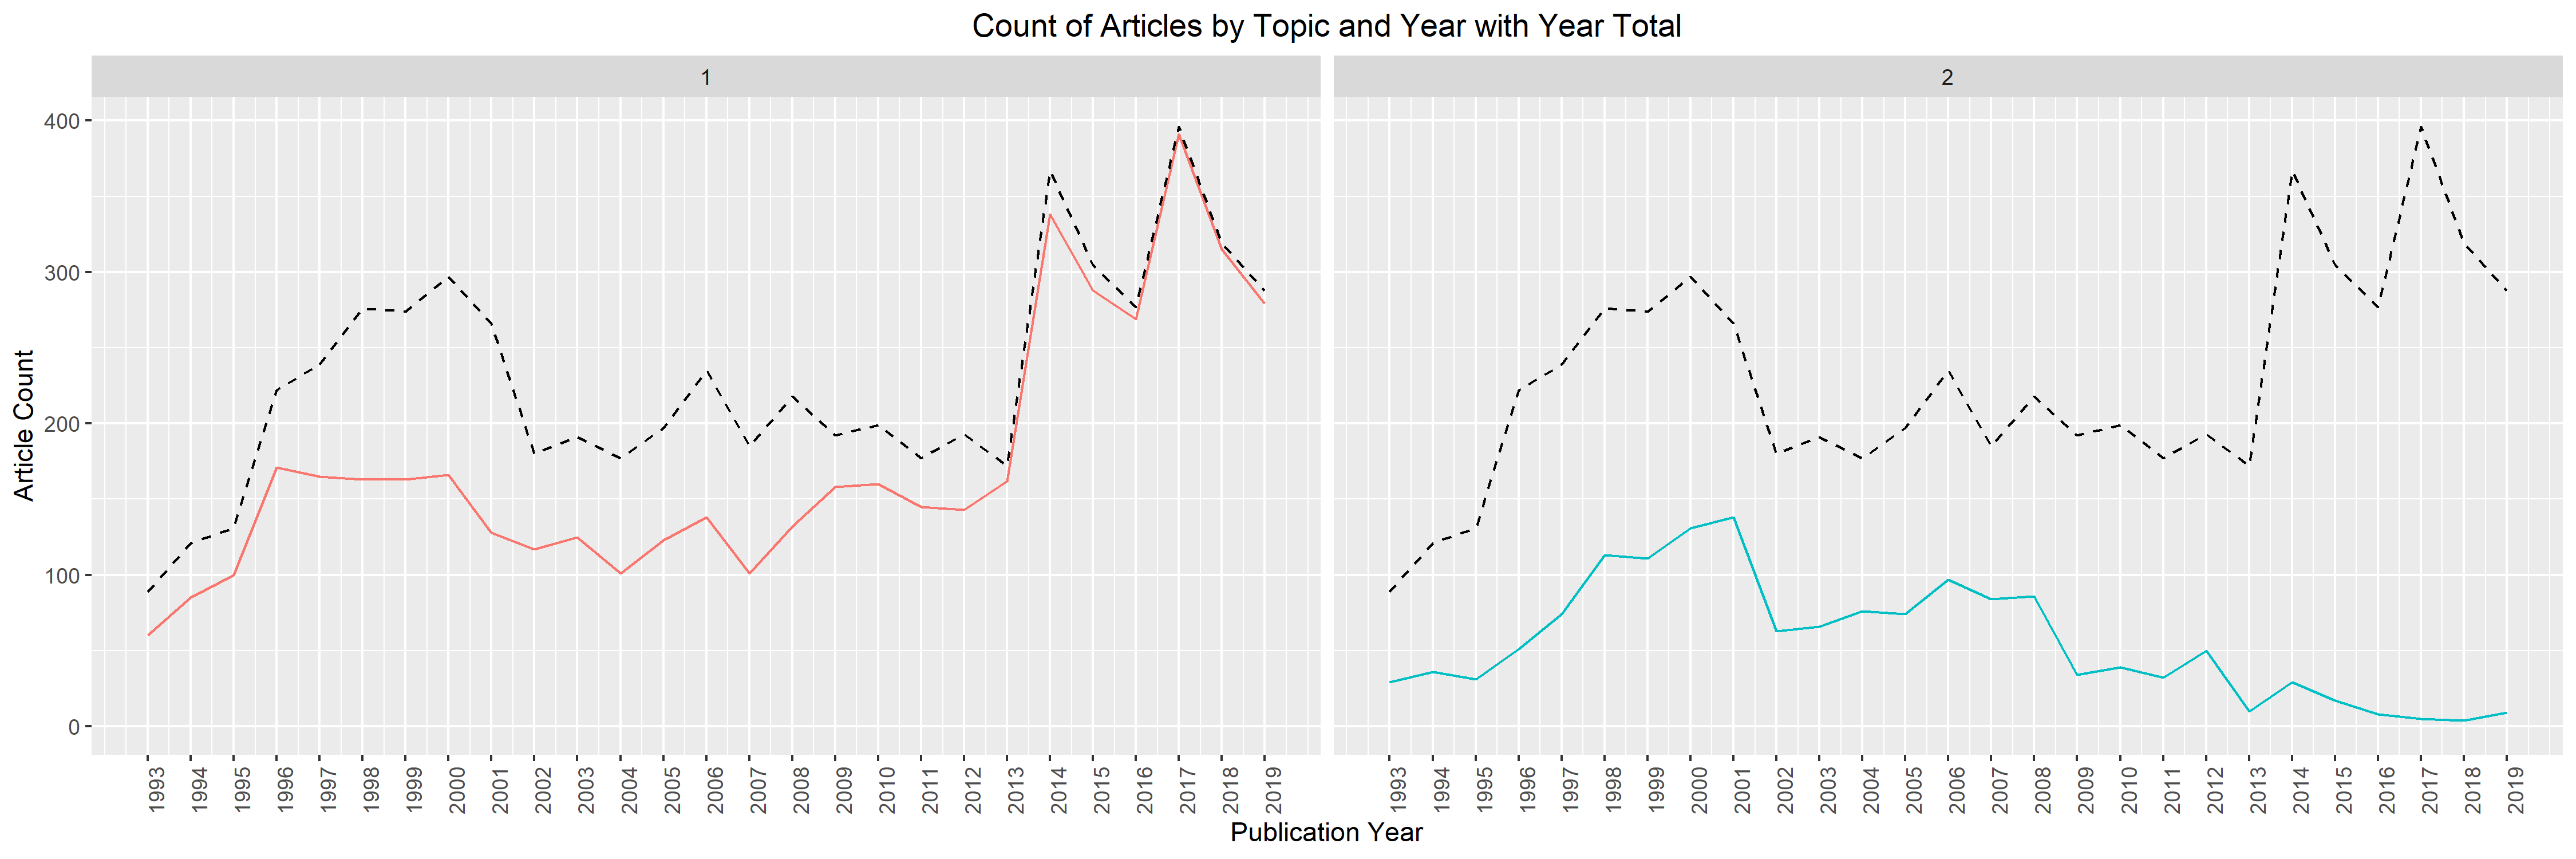 Count of Articles by Topic and Year with Year Total
1
2
Article Count
400
300
200
100
0
1993 1994 1995 1996 1997 1998 1999 2000 2001 2002 2003 2004 2005 2006 2007 2008 2009 2010 2011 2012 2013 2014 2015 2016 2017 2018 2019
1993 1994 1995 1996 1997 1998 1999 2000 2001 2002 2003 2004 2005 2006 2007 2008 2009 2010 2011 2012 2013 2014 2015 2016 2017 2018 2019
Publication Year